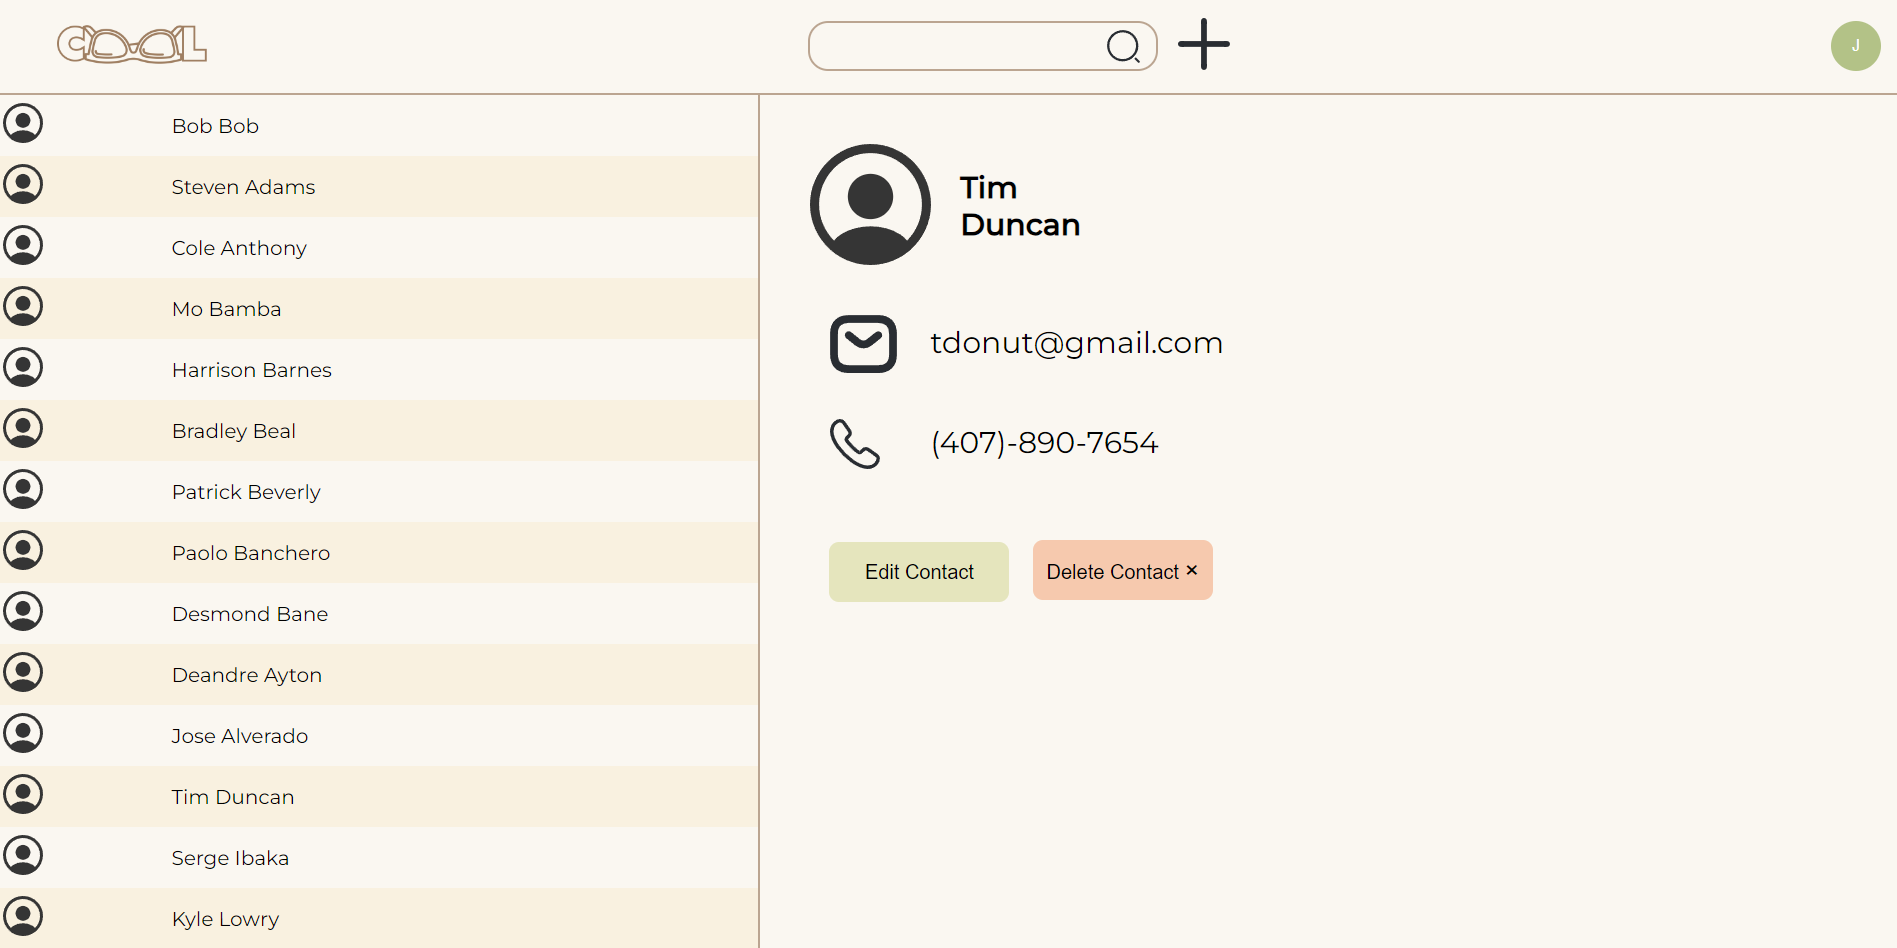 COOL
J
Bob Bob
Steven Adams
Cole Anthony
Mo Bamba
Harrison Barnes
Bradley Beal
Patrick Beverly
Paolo Banchero
Desmond Bane
Deandre Ayton
Jose Alverado
Tim Duncan
Serge Ibaka
Kyle Lowry
Tim
Duncan
tdonut@gmail.com
(407)-890-7654
Edit Contact
Delete Contact ×